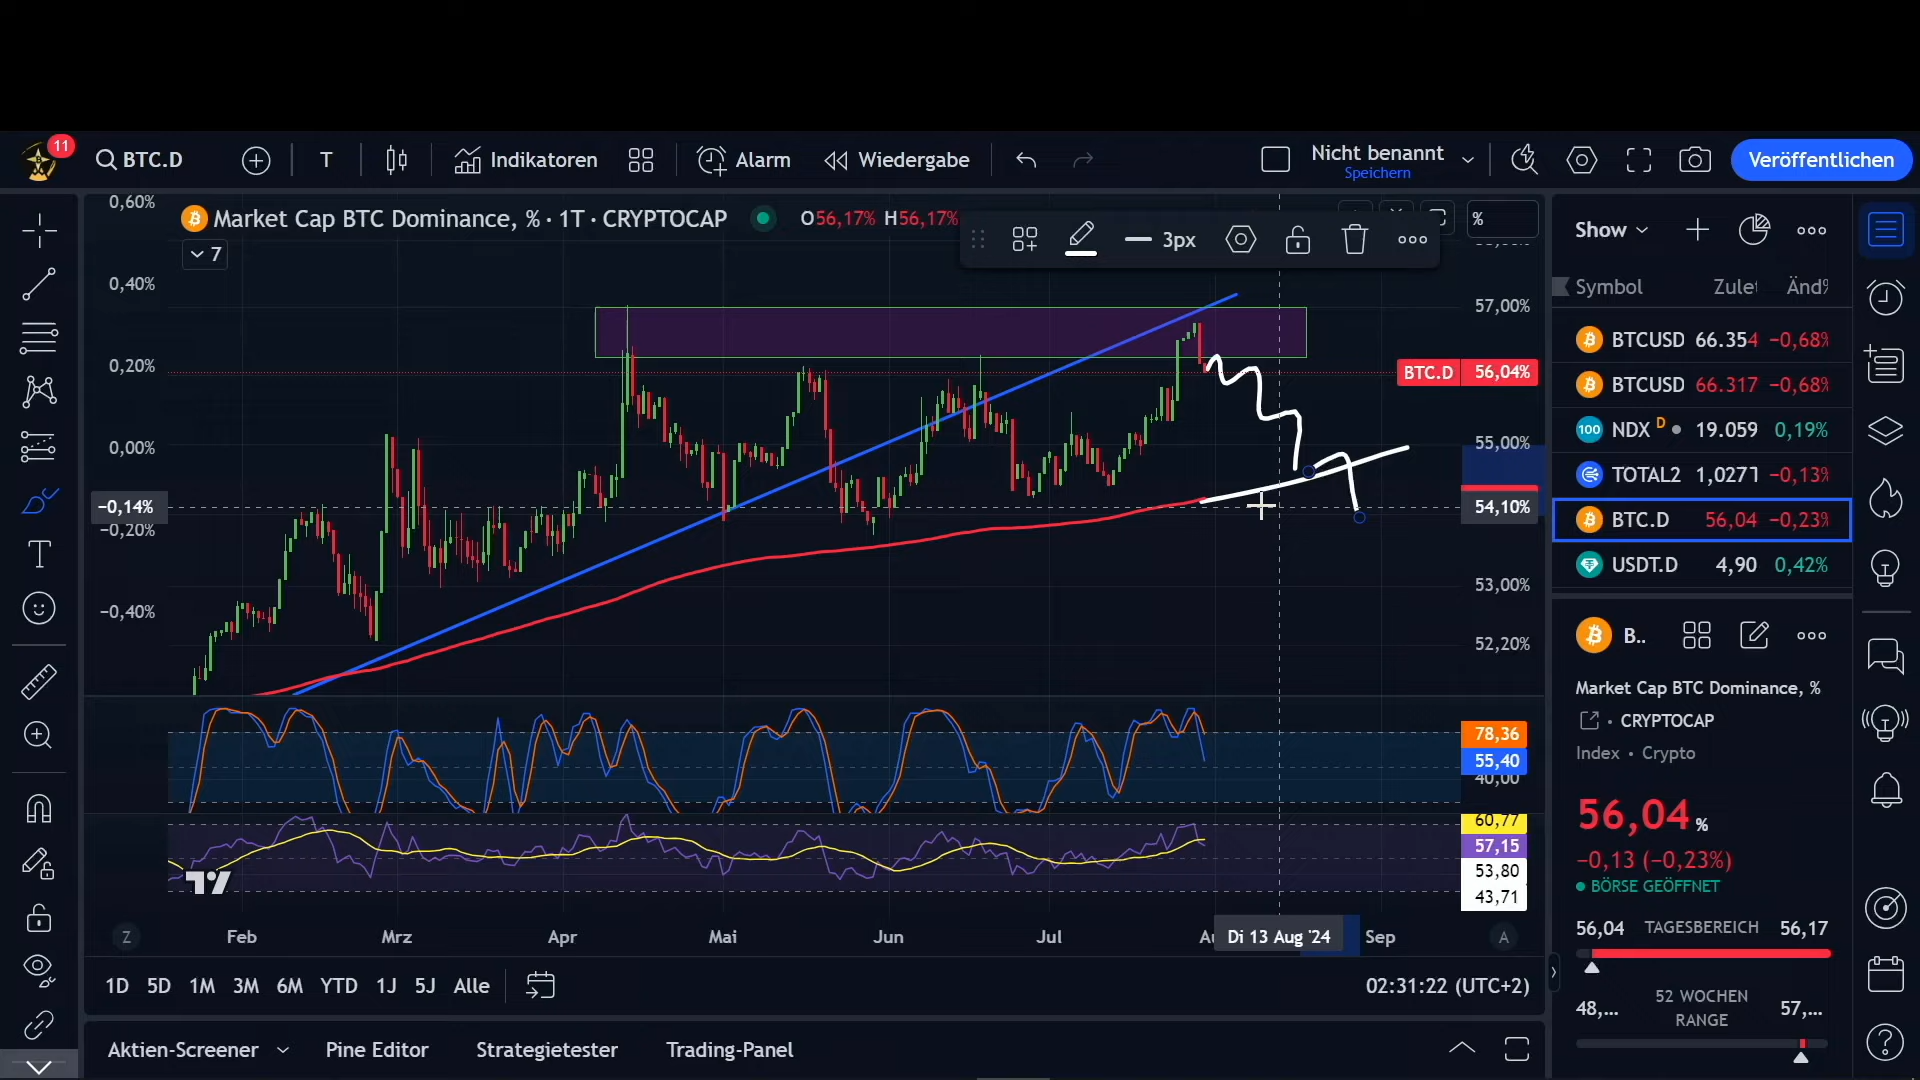 11
BTC.D
T
Indikatoren
Alarm
Wiedergabe
Nicht benannt
Speichern
Veröffentlichen
Market Cap BTC Dominance, % · 1T · CRYPTOCAP
O56,17% H56,17%
7
3px
%
0,60%
0,40%
0,20%
0,00%
−0,14%
−0,20%
−0,40%
57,00%
BTC.D 56,04%
55,00%
54,10%
53,00%
52,20%
78,36
55,40
40,00
60,77
57,15
53,80
43,71
Z
Feb
Mrz
Apr
Mai
Jun
Jul
Di 13 Aug '24
Sep
A
1D 5D 1M 3M 6M YTD 1J 5J Alle
02:31:22 (UTC+2)
Aktien-Screener
Pine Editor
Strategietester
Trading-Panel
Show
Symbol
BTCUSD 66.354 −0,68%
BTCUSD 66.317 −0,68%
100 NDX D 19.059 0,19%
TOTAL2 −0,13%
BTC.D 56,04 −0,23%
USDT.D 4,90 0,42%
B..
Market Cap BTC Dominance, %
CRYPTOCAP
Index • Crypto
56,04 %
−0,13 (−0,23%)
BÖRSE GEÖFFNET
56,04 TAGESBEREICH 56,17
48,... 52 WOCHEN RANGE 57,...